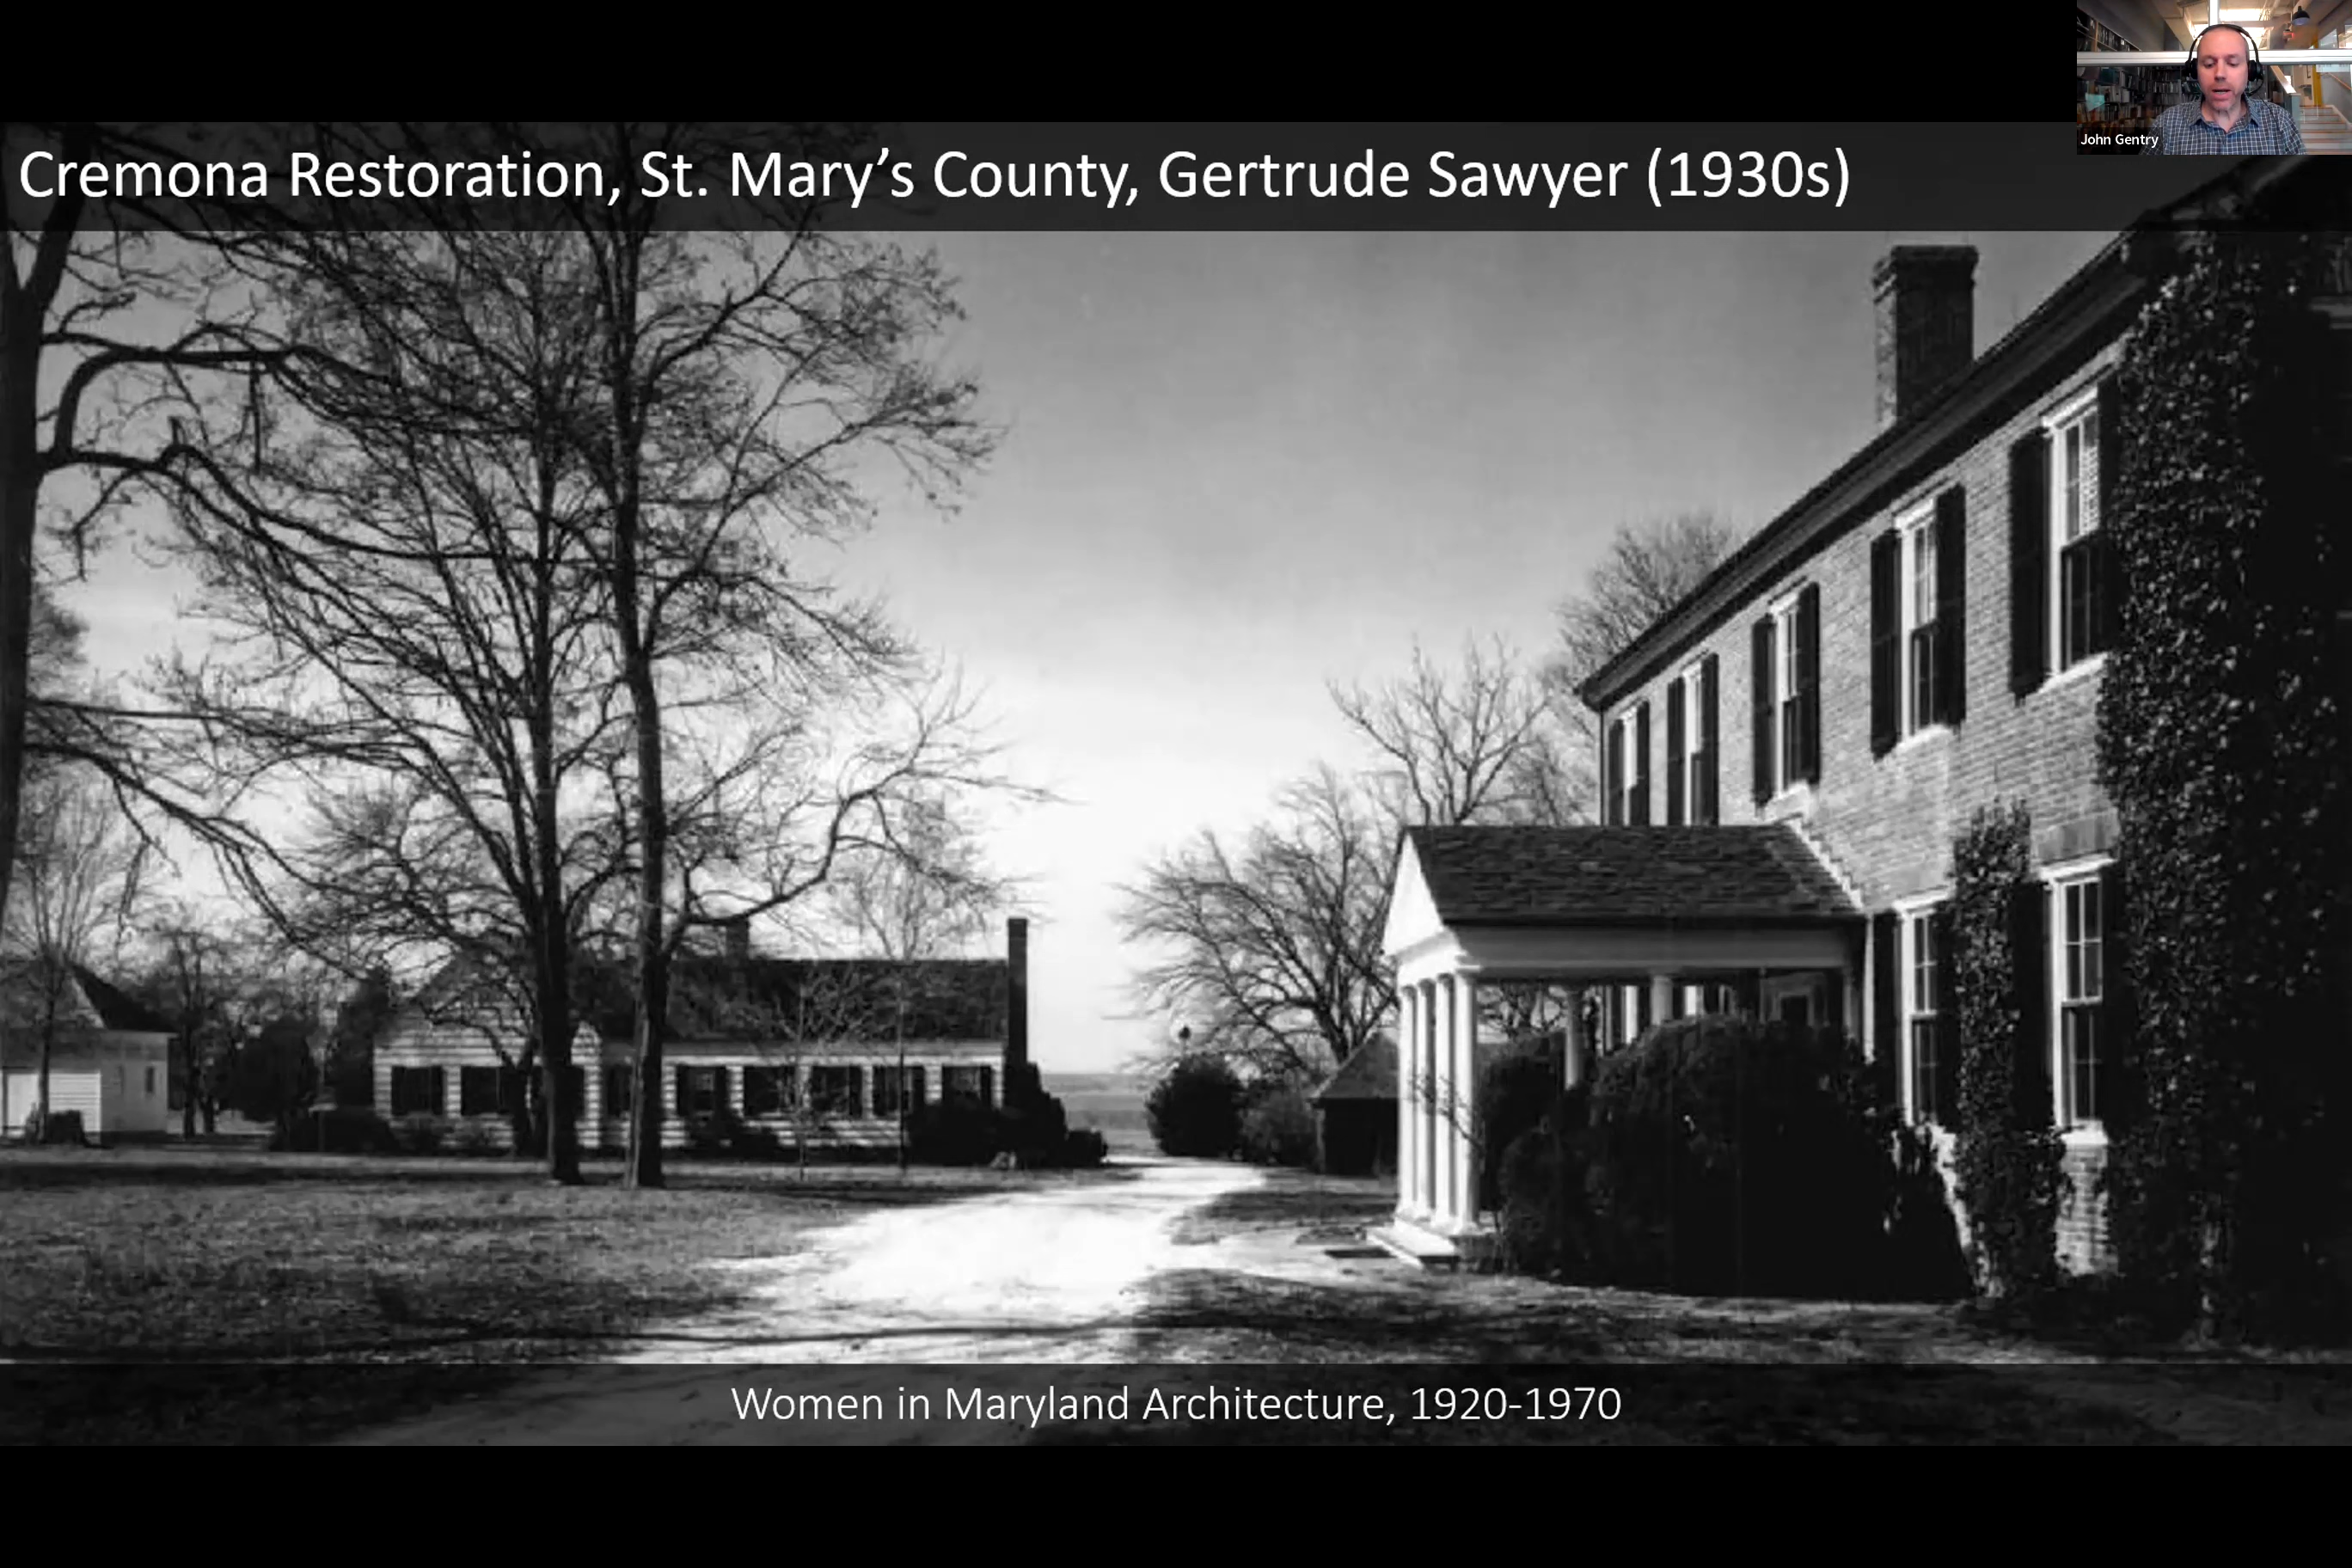 John Gentry
Cremona Restoration, St. Mary’s County, Gertrude Sawyer (1930s)
Women in Maryland Architecture, 1920-1970